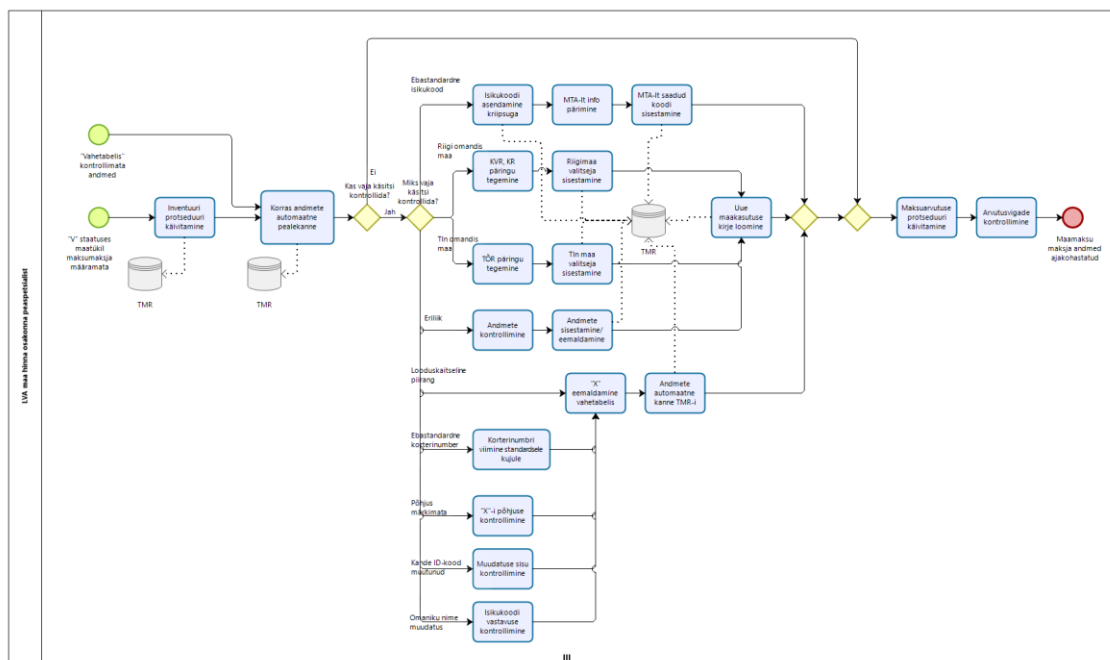 LVA maa hinna osakonna peaspetsialist
"Vahetabelis"
kontrollimata
andmed
"V" staatuses
maatükil
maksumaksja
määramata
Inventuuri
protseduuri
käivitamine
TMR
Korras andmete
automaatne
pealekanne
TMR
Ei
Kas vaja käsitsi
kontrollida?
Jah
Miks vaja
käsitsi
kontrollida?
Ebastandardne
isikukood
Isikukoodi
asendamine
kriipsuga
MTA-lt info
pärimine
MTA-lt saadud
koodi
sisestamine
Riigi omandis
maa
KVR, KR
päringu
tegemine
Riigimaa
valitseja
sisestamine
Tln omandis
maa
TÕR päringu
tegemine
Tln maa
valitseja
sisestamine
TMR
Uue
maakasutuse
kirje loomine
Eriliik
Andmete
kontrollimine
Andmete
sisestamine/
eemaldamine
Looduskaitseline
piirang
"X"
eemaldamine
vahetabelis
Andmete
automaatne
kanne TMR-i
Ebastandardne
korterinumber
Korterinumbri
viimine standardsele
kujule
Põhjus
märkimata
"X"-i põhjuse
kontrollimine
Kande ID-kood
muutunud
Muudatuse sisu
kontrollimine
Omaniku nime
muudatus
Isikukoodi
vastavuse
kontrollimine
Maksuarvutuse
protseduuri
käivitamine
Arvutusvigade
kontrollimine
Maamaksu
maksja andmed
ajakohastatud